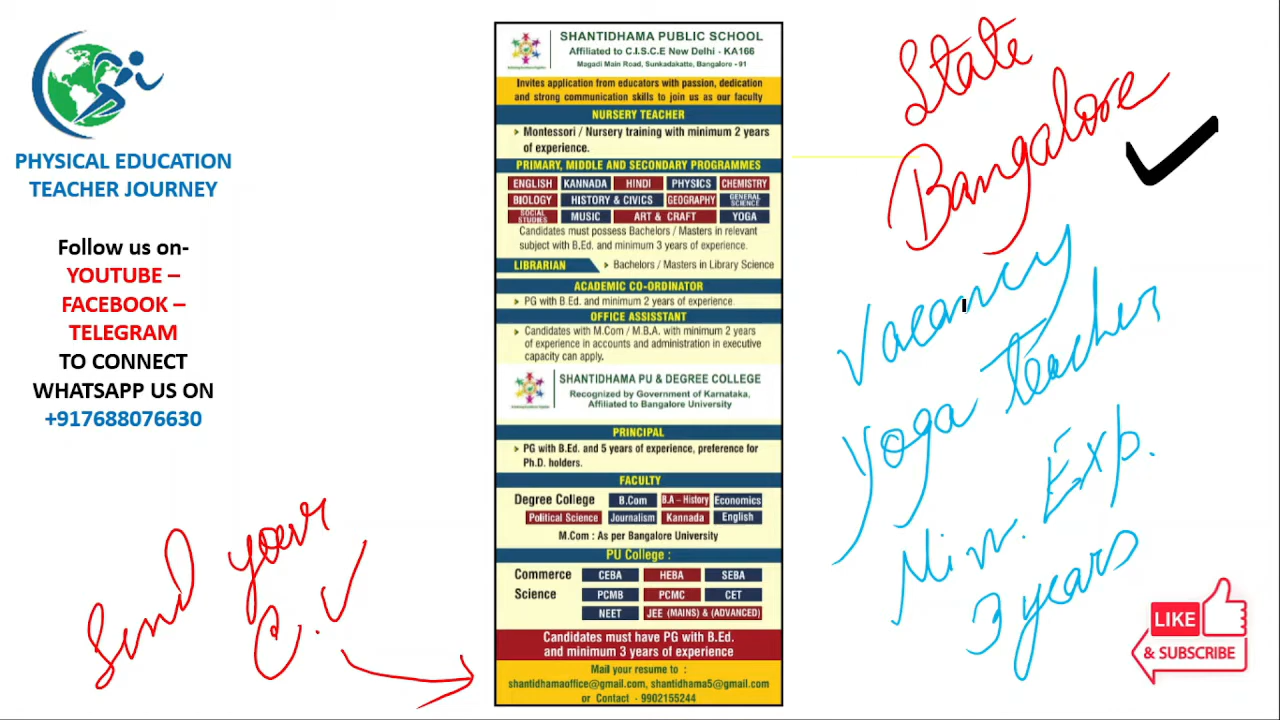 PHYSICAL EDUCATION
TEACHER JOURNEY
Follow us on-
YOUTUBE –
FACEBOOK –
TELEGRAM
TO CONNECT
WHATSAPP US ON
+917688076630
Send your
C.V
SHANTIDHAMA PUBLIC SCHOOL
Affiliated to C.I.S.C.E New Delhi - KA166
Magadi Main Road, Sunkadakatte, Bangalore - 91
Invites application from educators with passion, dedication
and strong communication skills to join us as our faculty
NURSERY TEACHER
Montessori / Nursery training with minimum 2 years
of experience.
PRIMARY, MIDDLE AND SECONDARY PROGRAMMES
ENGLISH KANNADA HINDI PHYSICS CHEMISTRY
BIOLOGY HISTORY & CIVICS GEOGRAPHY GENERAL SCIENCE
SOCIAL STUDIES MUSIC ART & CRAFT YOGA
Candidates must possess Bachelors / Masters in relevant
subject with B.Ed. and minimum 3 years of experience.
LIBRARIAN Bachelors / Masters in Library Science
ACADEMIC CO-ORDINATOR
PG with B.Ed. and minimum 2 years of experience.
OFFICE ASSISSTANT
Candidates with M.Com / M.B.A. with minimum 2 years
of experience in accounts and administration in executive
capacity can apply.
SHANTIDHAMA PU & DEGREE COLLEGE
Recognized by Government of Karnataka,
Affiliated to Bangalore University
PRINCIPAL
PG with B.Ed. and 5 years of experience, preference for
Ph.D. holders.
FACULTY
Degree College B.Com B.A – History Economics
Political Science Journalism Kannada English
M.Com : As per Bangalore University
PU College :
Commerce CEBA HEBA SEBA
Science PCMB PCMC CET
NEET JEE (MAINS) & (ADVANCED)
Candidates must have PG with B.Ed.
and minimum 3 years of experience
Mail your resume to :
shantidhamaoffice@gmail.com, shantidhama5@gmail.com
or Contact - 9902155244
State
Bangalore
Vacancy
Yoga teacher
Min. Exp.
3 years
LIKE
& SUBSCRIBE